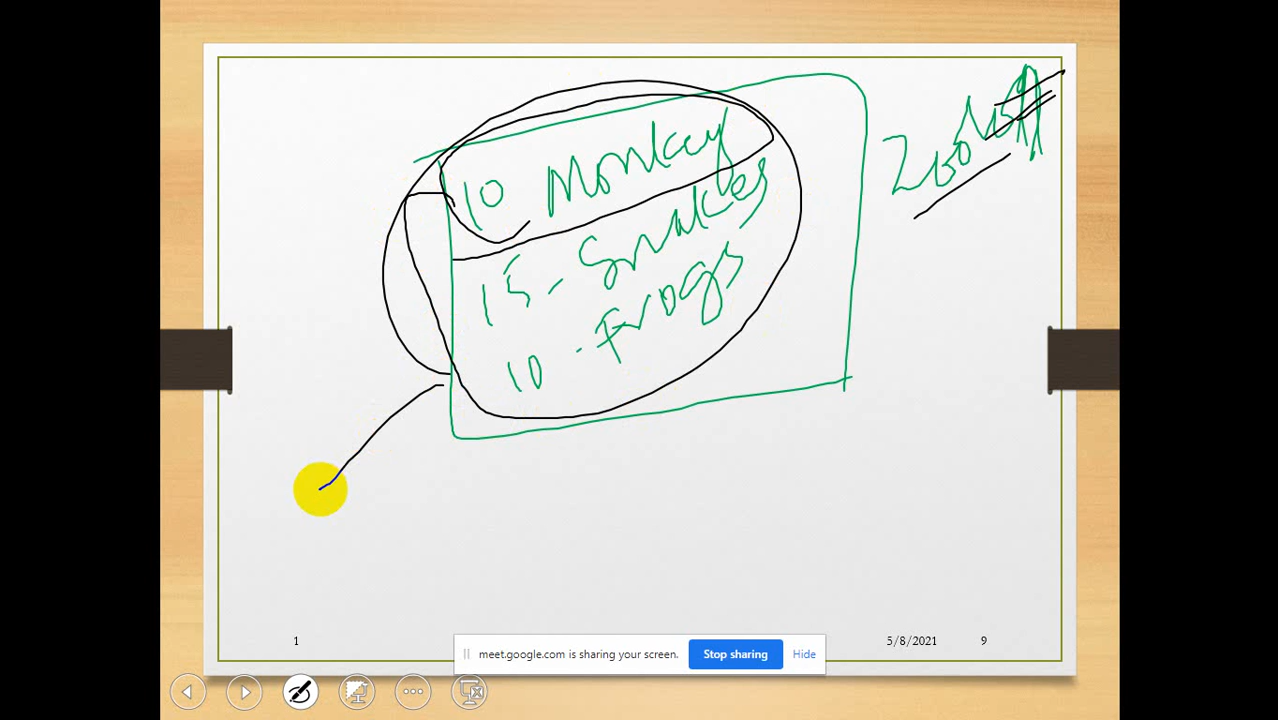 10 Monkey
15 - Snakes
10 - Frogs
1
5/8/2021
9
meet.google.com is sharing your screen.
Stop sharing
Hide